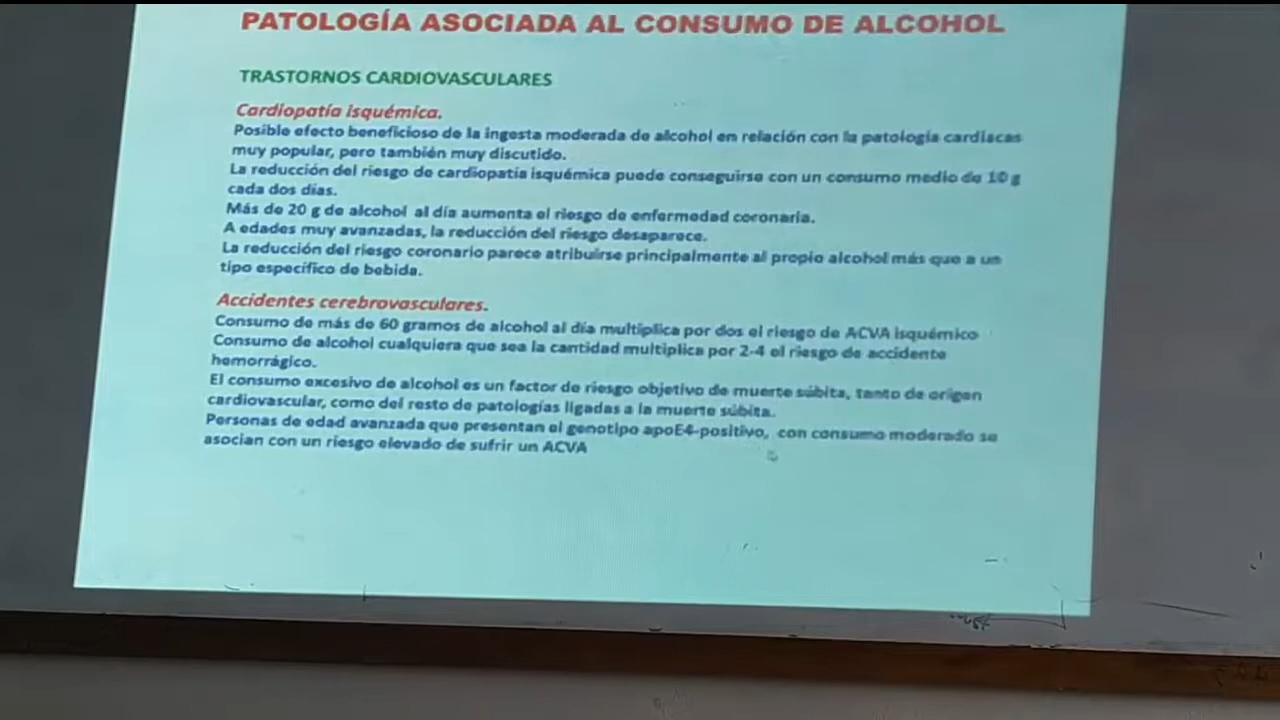 PATOLOGÍA ASOCIADA AL CONSUMO DE ALCOHOL
TRASTORNOS CARDIOVASCULARES
Cardiopatía isquémica.
Posible efecto beneficioso de la ingesta moderada de alcohol en relación con la patología cardiacas
muy popular, pero también muy discutido.
La reducción del riesgo de cardiopatía isquémica puede conseguirse con un consumo medio de 10 g
cada dos días.
Más de 20 g de alcohol al día aumenta el riesgo de enfermedad coronaria.
A edades muy avanzadas, la reducción del riesgo desaparece.
La reducción del riesgo coronario parece atribuirse principalmente al propio alcohol más que a un
tipo específico de bebida.
Accidentes cerebrovasculares.
Consumo de más de 60 gramos de alcohol al día multiplica por dos el riesgo de ACVA isquémico
Consumo de alcohol cualquiera que sea la cantidad multiplica por 2-4 el riesgo de accidente
hemorrágico.
El consumo excesivo de alcohol es un factor de riesgo objetivo de muerte súbita, tanto de origen
cardiovascular, como del resto de patologías ligadas a la muerte súbita.
Personas de edad avanzada que presentan el genotipo apoE4-positivo, con consumo moderado se
asocian con un riesgo elevado de sufrir un ACVA